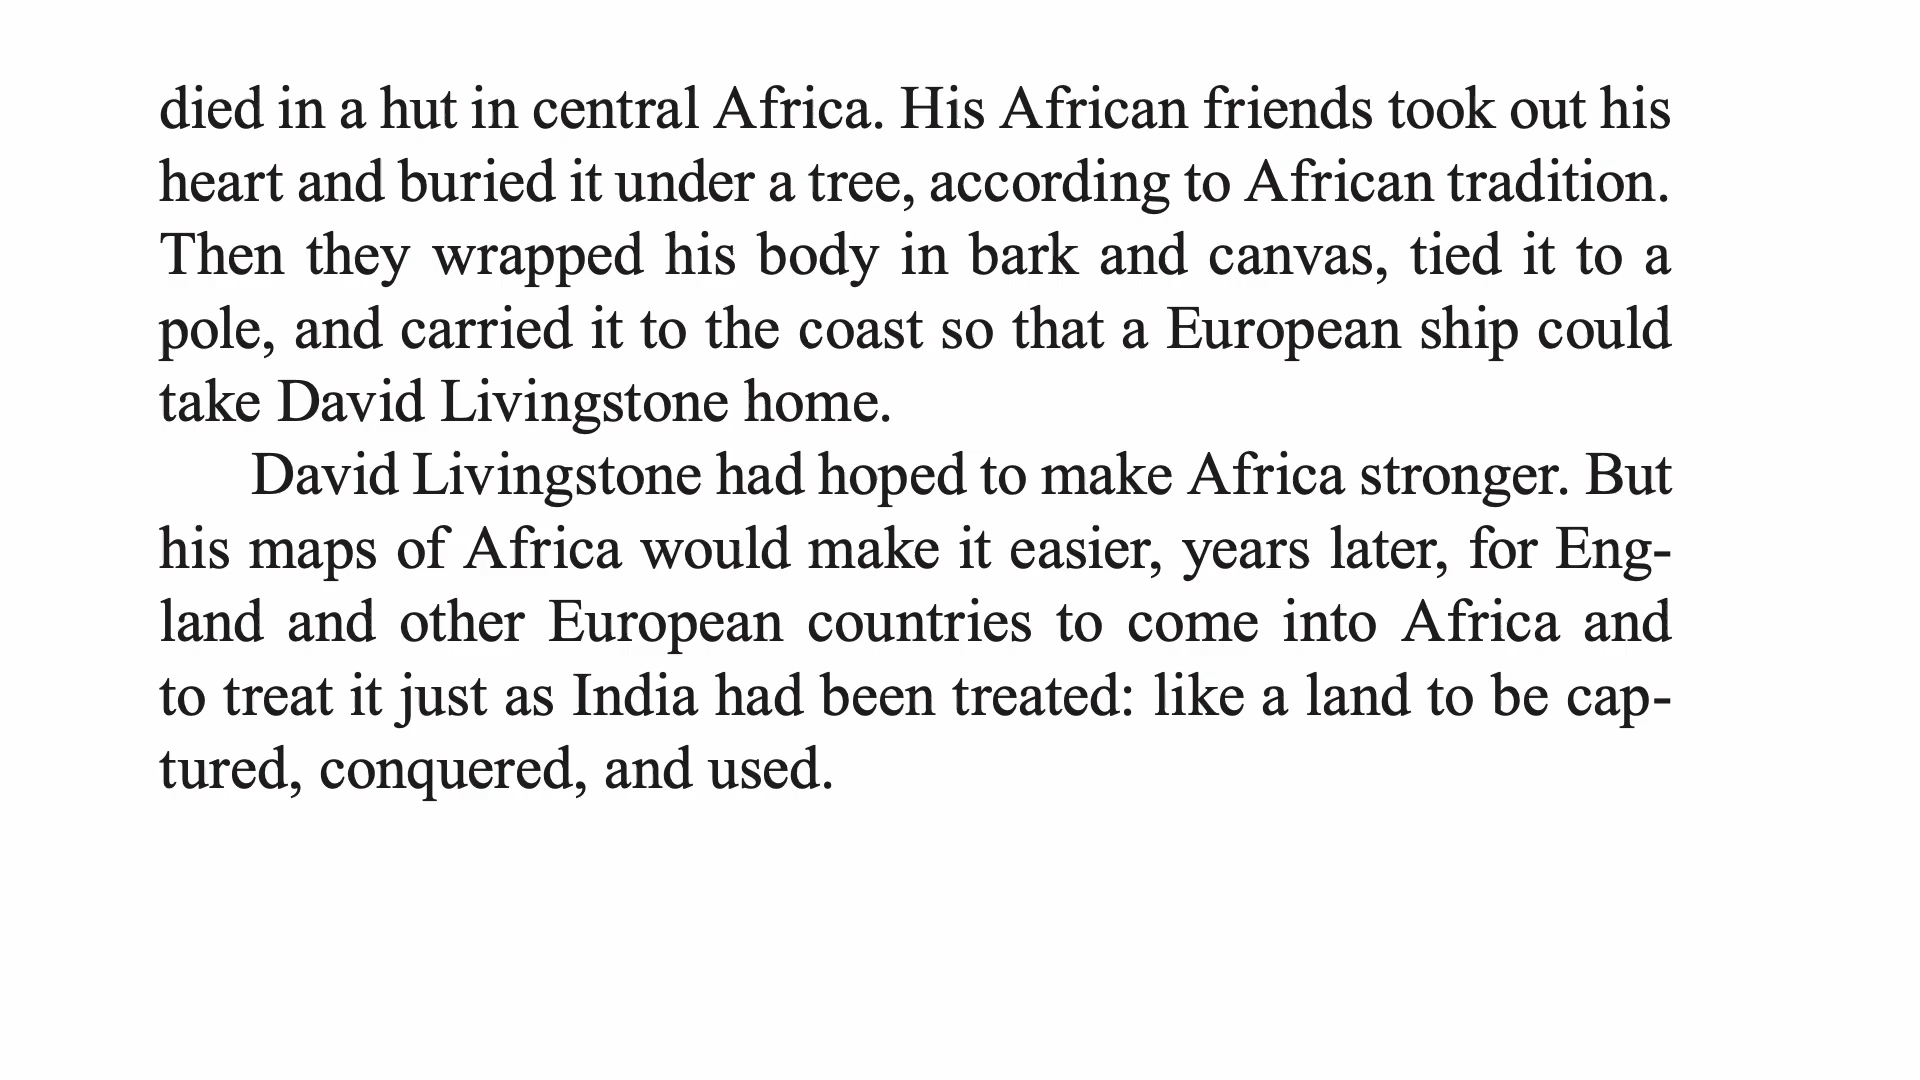 died in a hut in central Africa. His African friends took out his
heart and buried it under a tree, according to African tradition.
Then they wrapped his body in bark and canvas, tied it to a
pole, and carried it to the coast so that a European ship could
take David Livingstone home.
David Livingstone had hoped to make Africa stronger. But
his maps of Africa would make it easier, years later, for Eng-
land and other European countries to come into Africa and
to treat it just as India had been treated: like a land to be cap-
tured, conquered, and used.